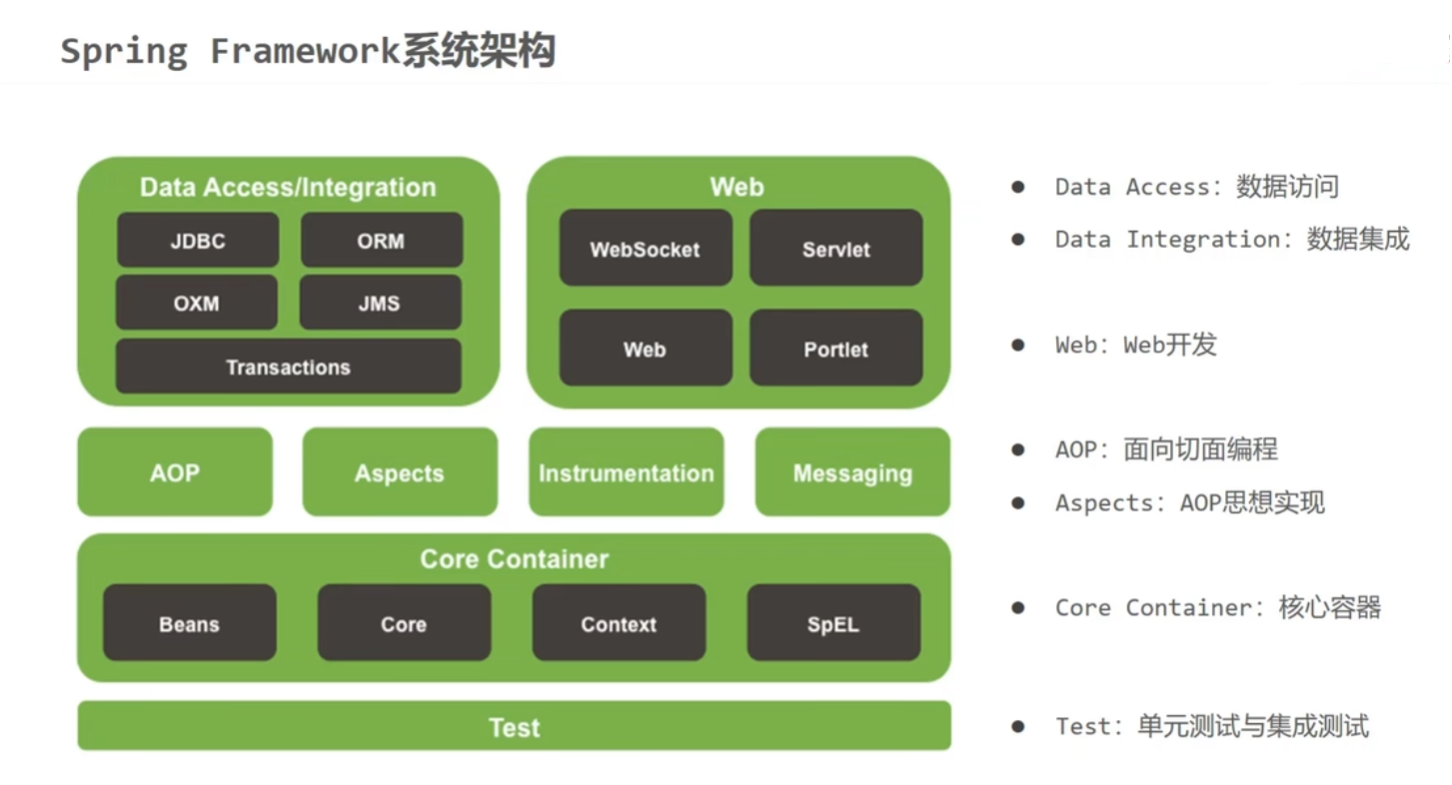 Spring Framework系统架构
Data Access/Integration
JDBC
ORM
OXM
JMS
Transactions
Web
WebSocket
Servlet
Web
Portlet
AOP
Aspects
Instrumentation
Messaging
Core Container
Beans
Core
Context
SpEL
Test
● Data Access：数据访问
● Data Integration：数据集成
● Web：Web开发
● AOP：面向切面编程
● Aspects：AOP思想实现
● Core Container：核心容器
● Test：单元测试与集成测试